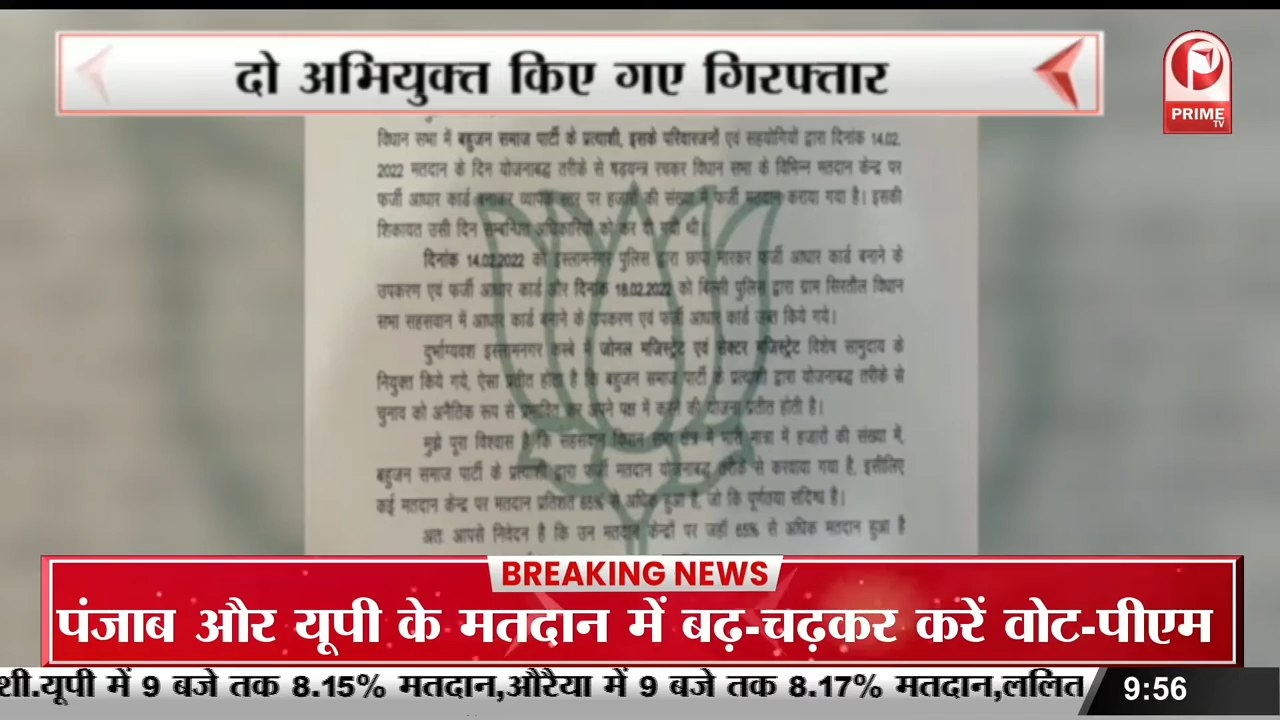 दो अभियुक्त किए गए गिरफ्तार
PRIME
TV
विधान सभा में बहुजन समाज पार्टी के प्रत्याशी, इसके परिवारजनों एवं सहयोगियों द्वारा दिनांक 14.02.
2022 मतदान के दिन योजनाबद्ध तरीके से षड़यन्त्र रचकर विधान सभा के विभिन्न मतदान केन्द्र पर
फर्जी आधार कार्ड बनाकर व्यापक स्तर पर हजारों की संख्या में फर्जी मतदान कराया गया है। इसकी
शिकायत उसी दिन सम्बन्धित अधिकारियों को कर दी गयी थी।
दिनांक 14.02.2022 को इस्लामनगर पुलिस द्वारा छापा मारकर फर्जी आधार कार्ड बनाने के
उपकरण एवं फर्जी आधार कार्ड और दिनांक 18.02.2022 को बिल्सी पुलिस द्वारा ग्राम सिरतौल विधान
सभा सहसवान में आधार कार्ड बनाने के उपकरण एवं फर्जी आधार कार्ड जब्त किये गये।
दुर्भाग्यवश इस्लामनगर कस्बे में जोनल मजिस्ट्रेट एवं सेक्टर मजिस्ट्रेट विशेष सामुदाय के
नियुक्त किये गये, ऐसा प्रतीत होता है कि बहुजन समाज पार्टी के प्रत्याशी द्वारा योजनाबद्ध तरीके से
चुनाव को अनैतिक रूप से प्रभावित कर अपने पक्ष में करने की योजना प्रतीत होती है।
मुझे पूरा विश्वास है कि सहसवान विधान सभा क्षेत्र में भारी मात्रा में हजारों की संख्या में,
बहुजन समाज पार्टी के प्रत्याशी द्वारा फर्जी मतदान योजनाबद्ध तरीके से करवाया गया है, इसीलिए
कई मतदान केन्द्र पर मतदान प्रतिशत 65% से अधिक हुआ है, जो कि पूर्णतया संदिग्ध है।
अतः आपसे निवेदन है कि उन मतदान केन्द्रों पर जहाँ 65% से अधिक मतदान हुआ है
BREAKING NEWS
पंजाब और यूपी के मतदान में बढ़-चढ़कर करें वोट-पीएम
शी.यूपी में 9 बजे तक 8.15% मतदान,औरैया में 9 बजे तक 8.17% मतदान,ललित
9:56